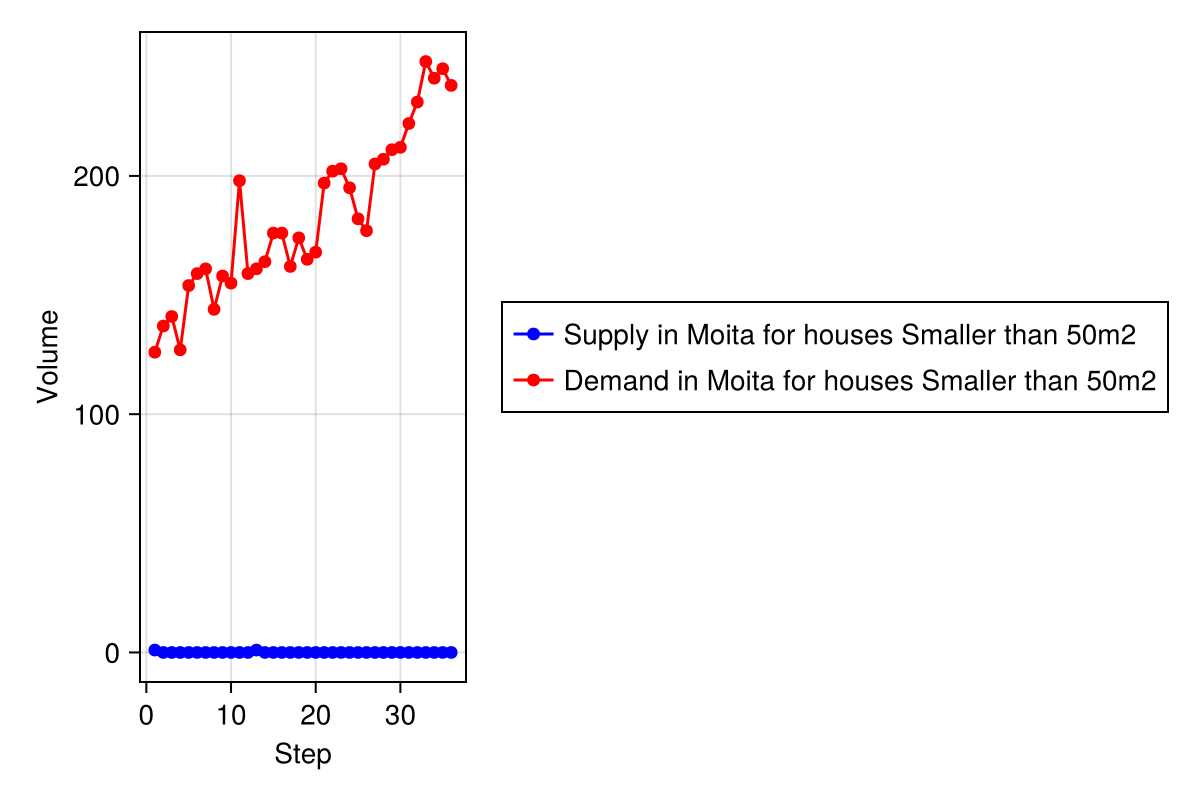 200
100
0
Volume
0 10 20 30
Step
Supply in Moita for houses Smaller than 50m2
Demand in Moita for houses Smaller than 50m2